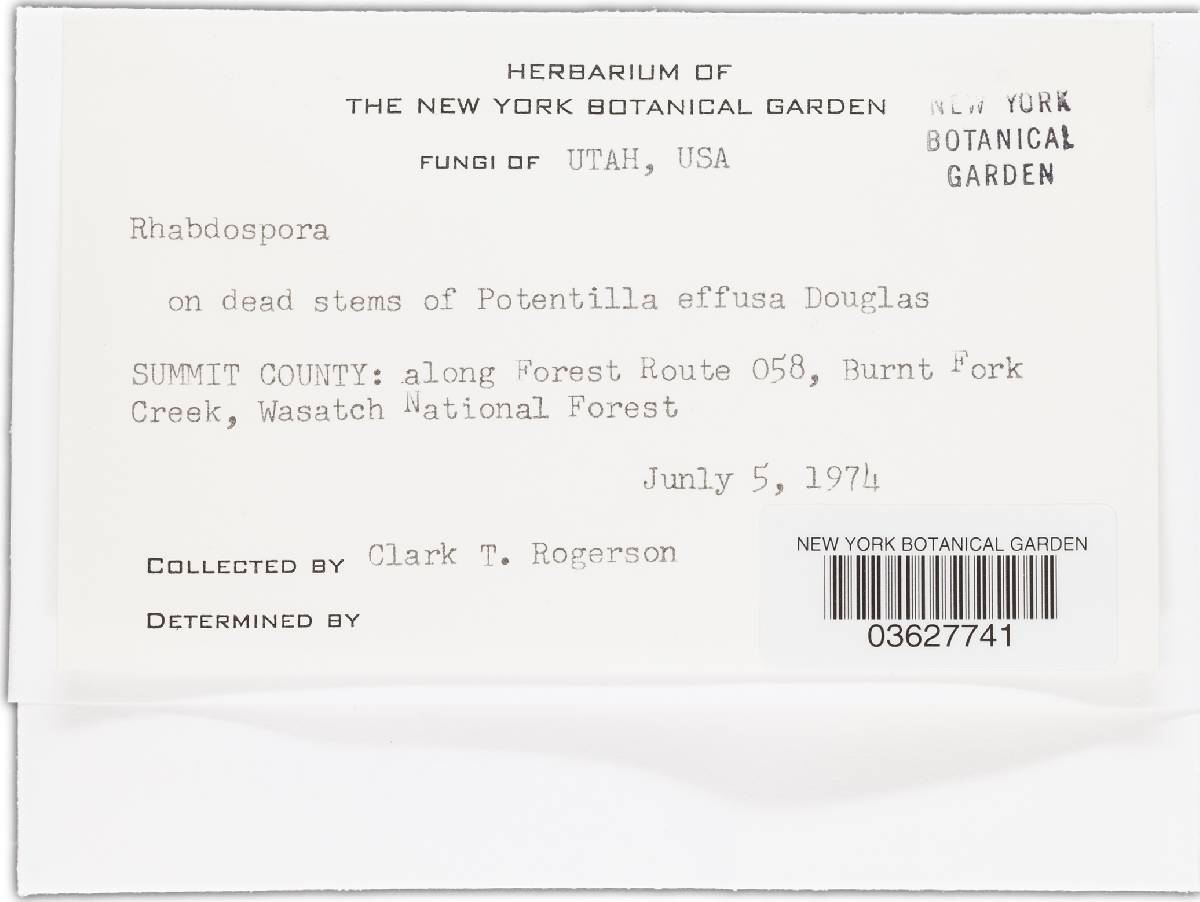 HERBARIUM OF
THE NEW YORK BOTANICAL GARDEN
NEW YORK
BOTANICAL
GARDEN
FUNGI OF UTAH, USA
Rhabdospora
on dead stems of Potentilla effusa Douglas
SUMMIT COUNTY: along Forest Route 058, Burnt Fork
Creek, Wasatch National Forest
Junly 5, 1974
COLLECTED BY Clark T. Rogerson
DETERMINED BY
NEW YORK BOTANICAL GARDEN
03627741